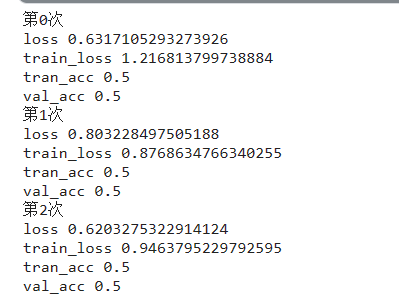 第0次
loss 0.6317105293273926
train_loss 1.216813799738884
tran_acc 0.5
val_acc 0.5
第1次
loss 0.803228497505188
train_loss 0.8768634766340255
tran_acc 0.5
val_acc 0.5
第2次
loss 0.6203275322914124
train_loss 0.9463795229792595
tran_acc 0.5
val_acc 0.5